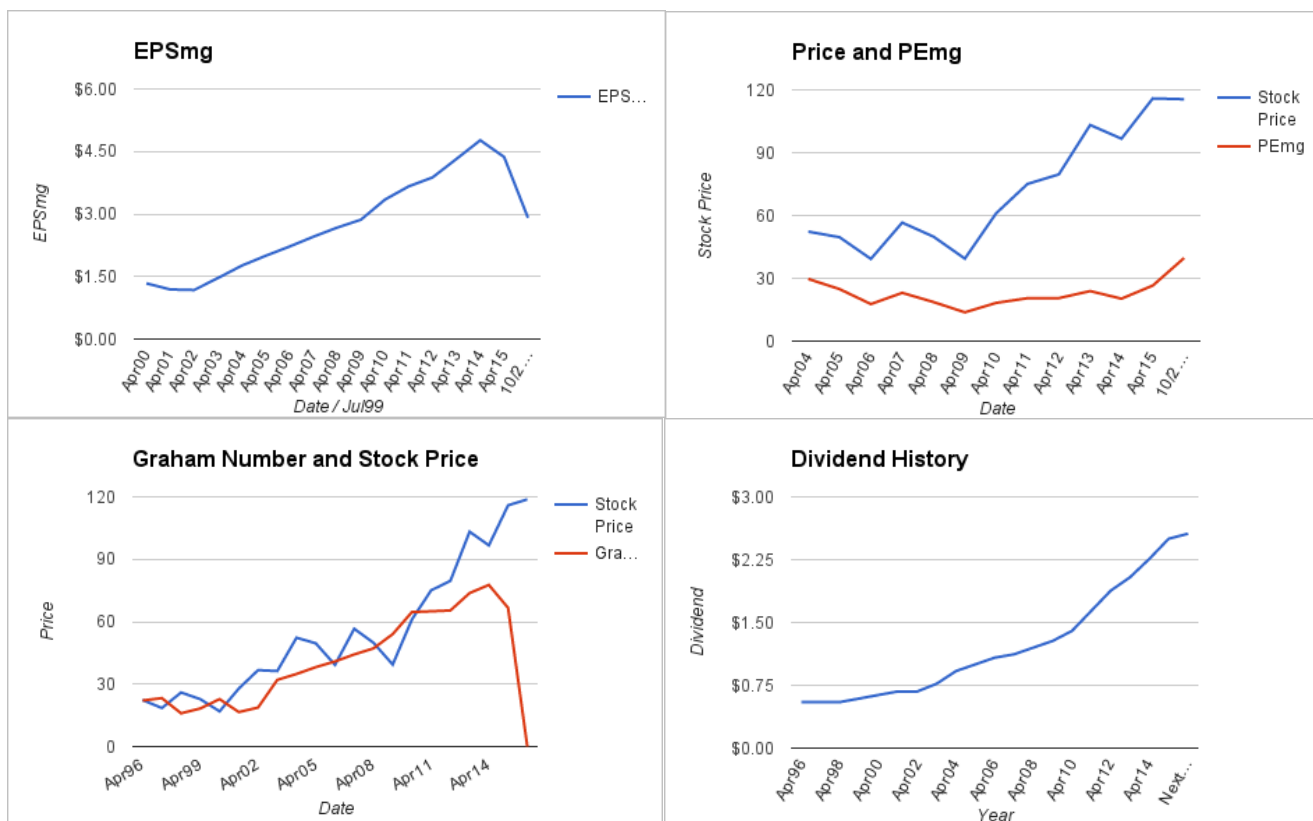 EPSmg
$6.00
$4.50
$3.00
$1.50
$0.00
EPSmg
EPS...
Apr00
Apr01
Apr02
Apr03
Apr04
Apr05
Apr06
Apr07
Apr08
Apr09
Apr10
Apr11
Apr12
Apr13
Apr14
Apr15
10/2...
Date / Jul99
Price and PEmg
120
90
60
30
0
Stock Price
Stock
Price
PEmg
Apr04
Apr05
Apr06
Apr07
Apr08
Apr09
Apr10
Apr11
Apr12
Apr13
Apr14
Apr15
10/2...
Date
Graham Number and Stock Price
120
90
60
30
0
Price
Stock
Price
Gra...
Apr96
Apr99
Apr02
Apr05
Apr08
Apr11
Apr14
Date
Dividend History
$3.00
$2.25
$1.50
$0.75
$0.00
Dividend
Apr96
Apr98
Apr00
Apr02
Apr04
Apr06
Apr08
Apr10
Apr12
Apr14
Next...
Year